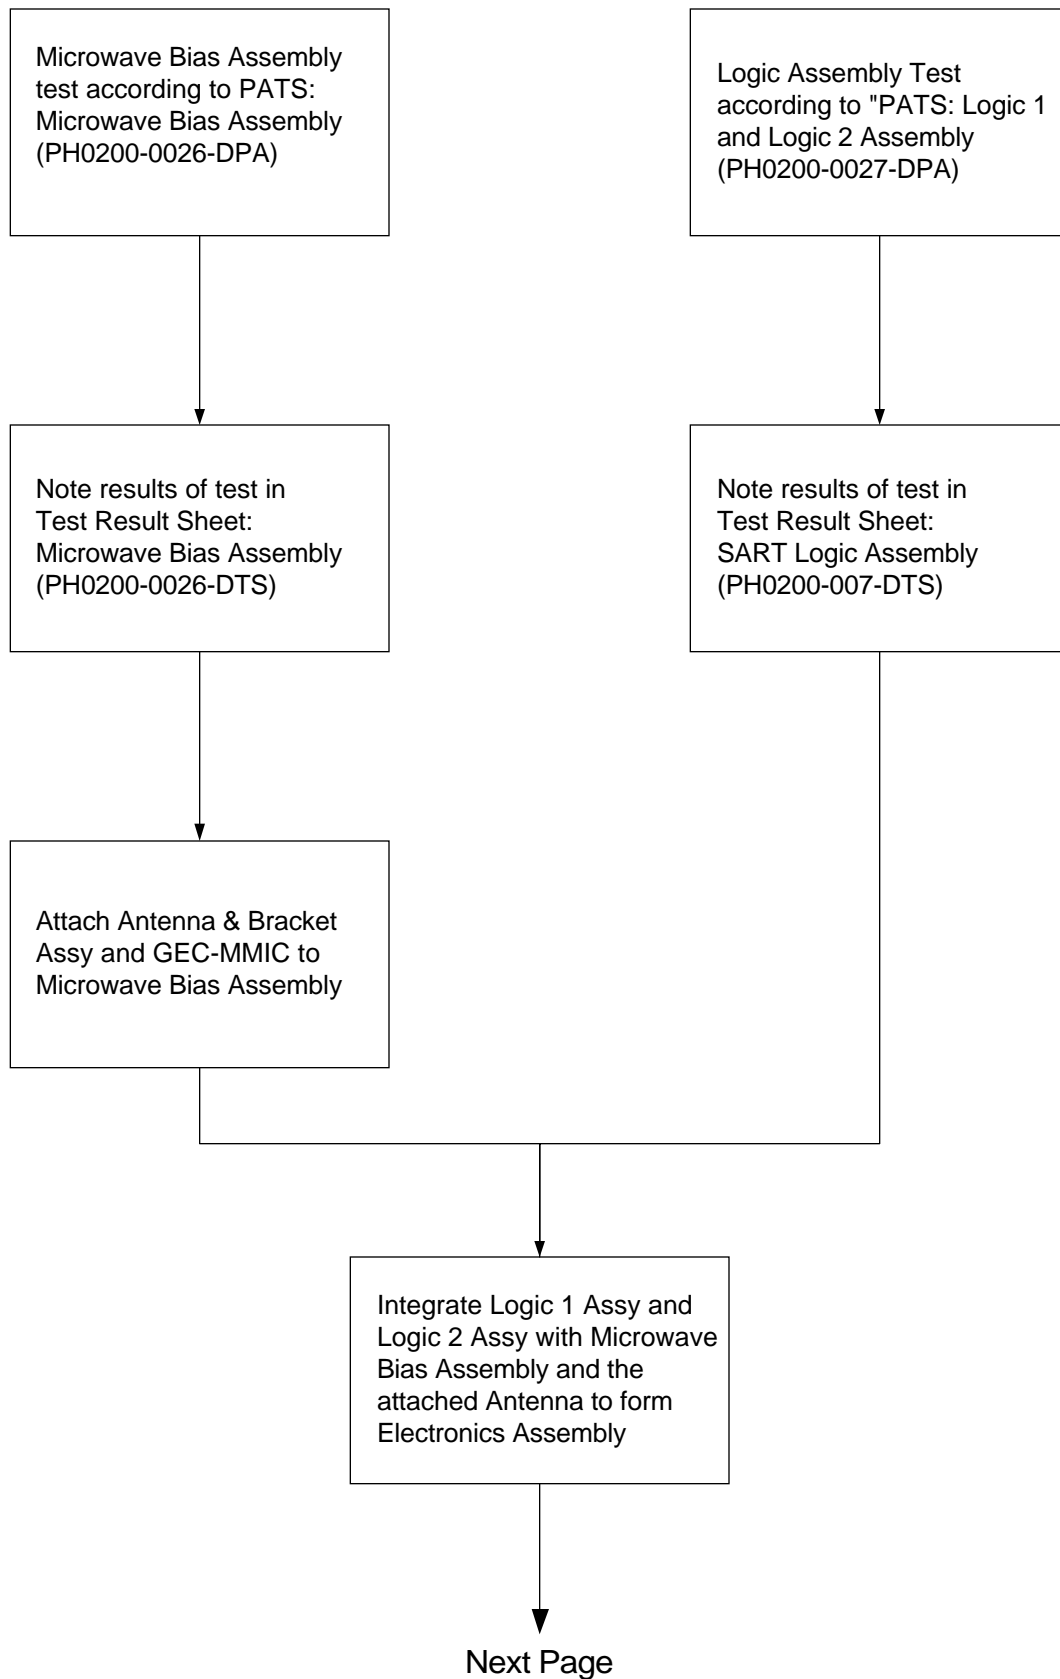 Microwave Bias Assembly
test according to PATS:
Microwave Bias Assembly
(PH0200-0026-DPA)
Logic Assembly Test
according to "PATS: Logic 1
and Logic 2 Assembly
(PH0200-0027-DPA)
Note results of test in
Test Result Sheet:
Microwave Bias Assembly
(PH0200-0026-DTS)
Note results of test in
Test Result Sheet:
SART Logic Assembly
(PH0200-007-DTS)
Attach Antenna & Bracket
Assy and GEC-MMIC to
Microwave Bias Assembly
Integrate Logic 1 Assy and
Logic 2 Assy with Microwave
Bias Assembly and the
attached Antenna to form
Electronics Assembly
Next Page